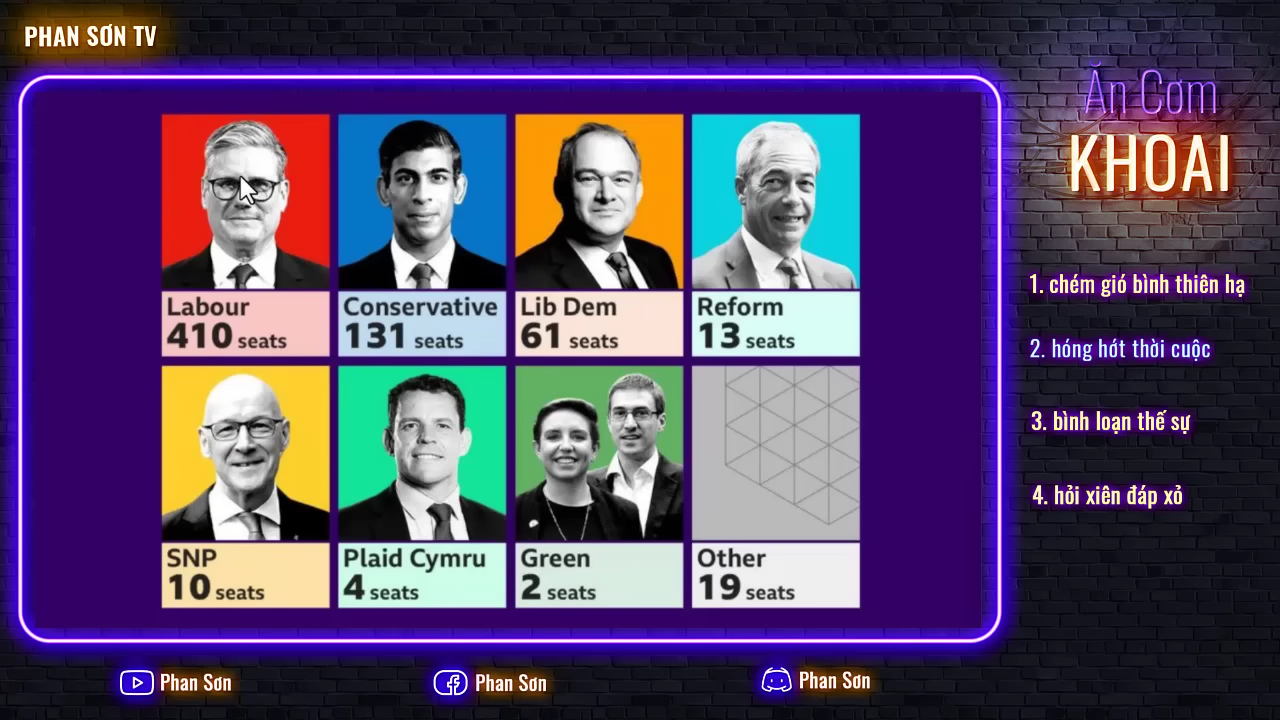 PHAN SƠN TV
Ăn Cơm
KHOAI
1. chém gió bình thiên hạ
2. hóng hớt thời cuộc
3. bình loạn thế sự
4. hỏi xiên đáp xỏ
Labour
410 seats
Conservative
131 seats
Lib Dem
61 seats
Reform
13 seats
SNP
10 seats
Plaid Cymru
4 seats
Green
2 seats
Other
19 seats
Phan Sơn
Phan Sơn
Phan Sơn